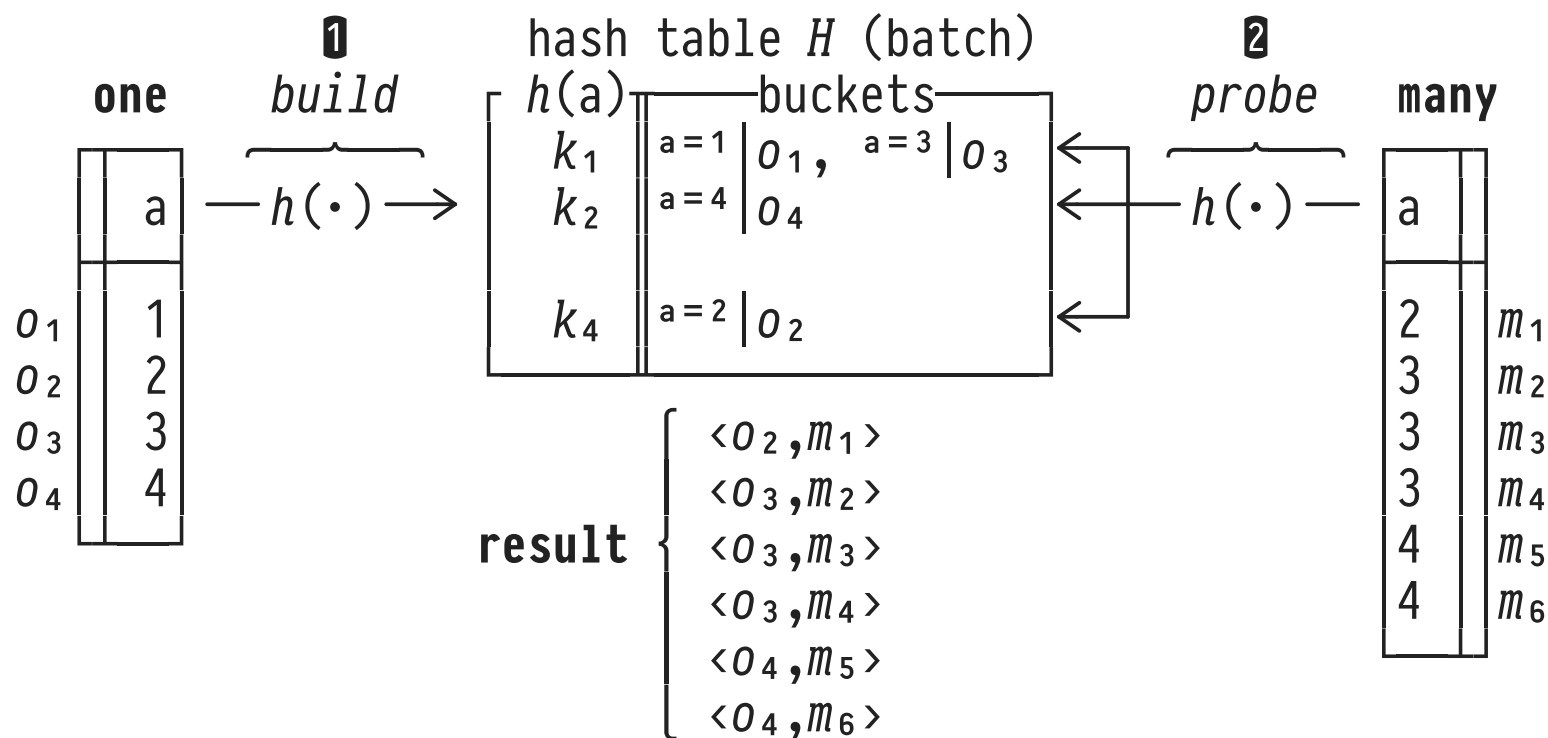 1 hash table H (batch) 2
one build h(a) buckets probe many
k1 a=1|o1, a=3|o3
a h(·) k2 a=4|o4 h(·) a
o1 1 k4 a=2|o2 2 m1
o2 2 3 m2
o3 3 <o2,m1> 3 m3
o4 4 <o3,m2> 3 m4
result <o3,m3> 4 m5
<o3,m4> 4 m6
<o4,m5>
<o4,m6>